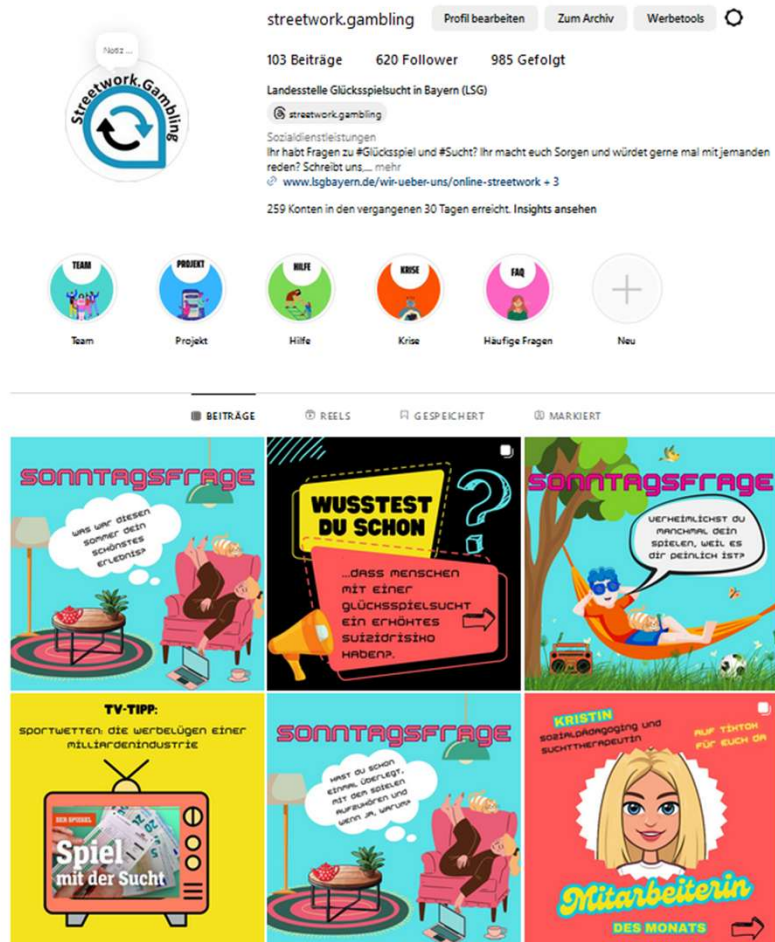 streetwork.gambling Profil bearbeiten Zum Archiv Werbetools
Notiz ...
103 Beiträge 620 Follower 985 Gefolgt
Streetwork.Gambling
Landesstelle Glücksspielsucht in Bayern (LSG)
streetwork.gambling
Sozialdienstleistungen
Ihr habt Fragen zu #Glücksspiel und #Sucht? Ihr macht euch Sorgen und würdet gerne mal mit jemanden
reden? Schreibt uns,... mehr
www.lsgbayern.de/wir-ueber-uns/online-streetwork + 3
259 Konten in den vergangenen 30 Tagen erreicht. Insights ansehen
TEAM PROJEKT HILFE KRISE FAQ
Team Projekt Hilfe Krise Häufige Fragen Neu
BEITRÄGE REELS GESPEICHERT MARKIERT
SONNTAGSFRAGE
WAS WAR DIESEN
SOMMER DEIN
SCHÖNSTES
ERLEBNIS?
WUSSTEST
DU SCHON
...DASS MENSCHEN
MIT EINER
GLÜCKSSPIELSUCHT
EIN ERHÖHTES
SUIZIDRISIKO
HABEN?.
SONNTAGSFRAGE
VERHEIMLICHST DU
MANCHMAL DEIN
SPIELEN, WEIL ES
DIR PEINLICH IST?
TV-TIPP:
SPORTWETTEN: DIE WERBELÜGEN EINER
MILLIARDENINDUSTRIE
DER SPIEGEL
Spiel
mit der Sucht
SONNTAGSFRAGE
HAST DU SCHON
EINMAL ÜBERLEGT,
MIT DEM SPIELEN
AUFZUHÖREN UND
WENN JA, WARUM?
KRISTIN
SOZIALPÄDAGOGING UND
SUCHTTHERAPEUTIN
AUF TIKTOK
FÜR EUCH DA
Mitarbeiterin
DES MONATS